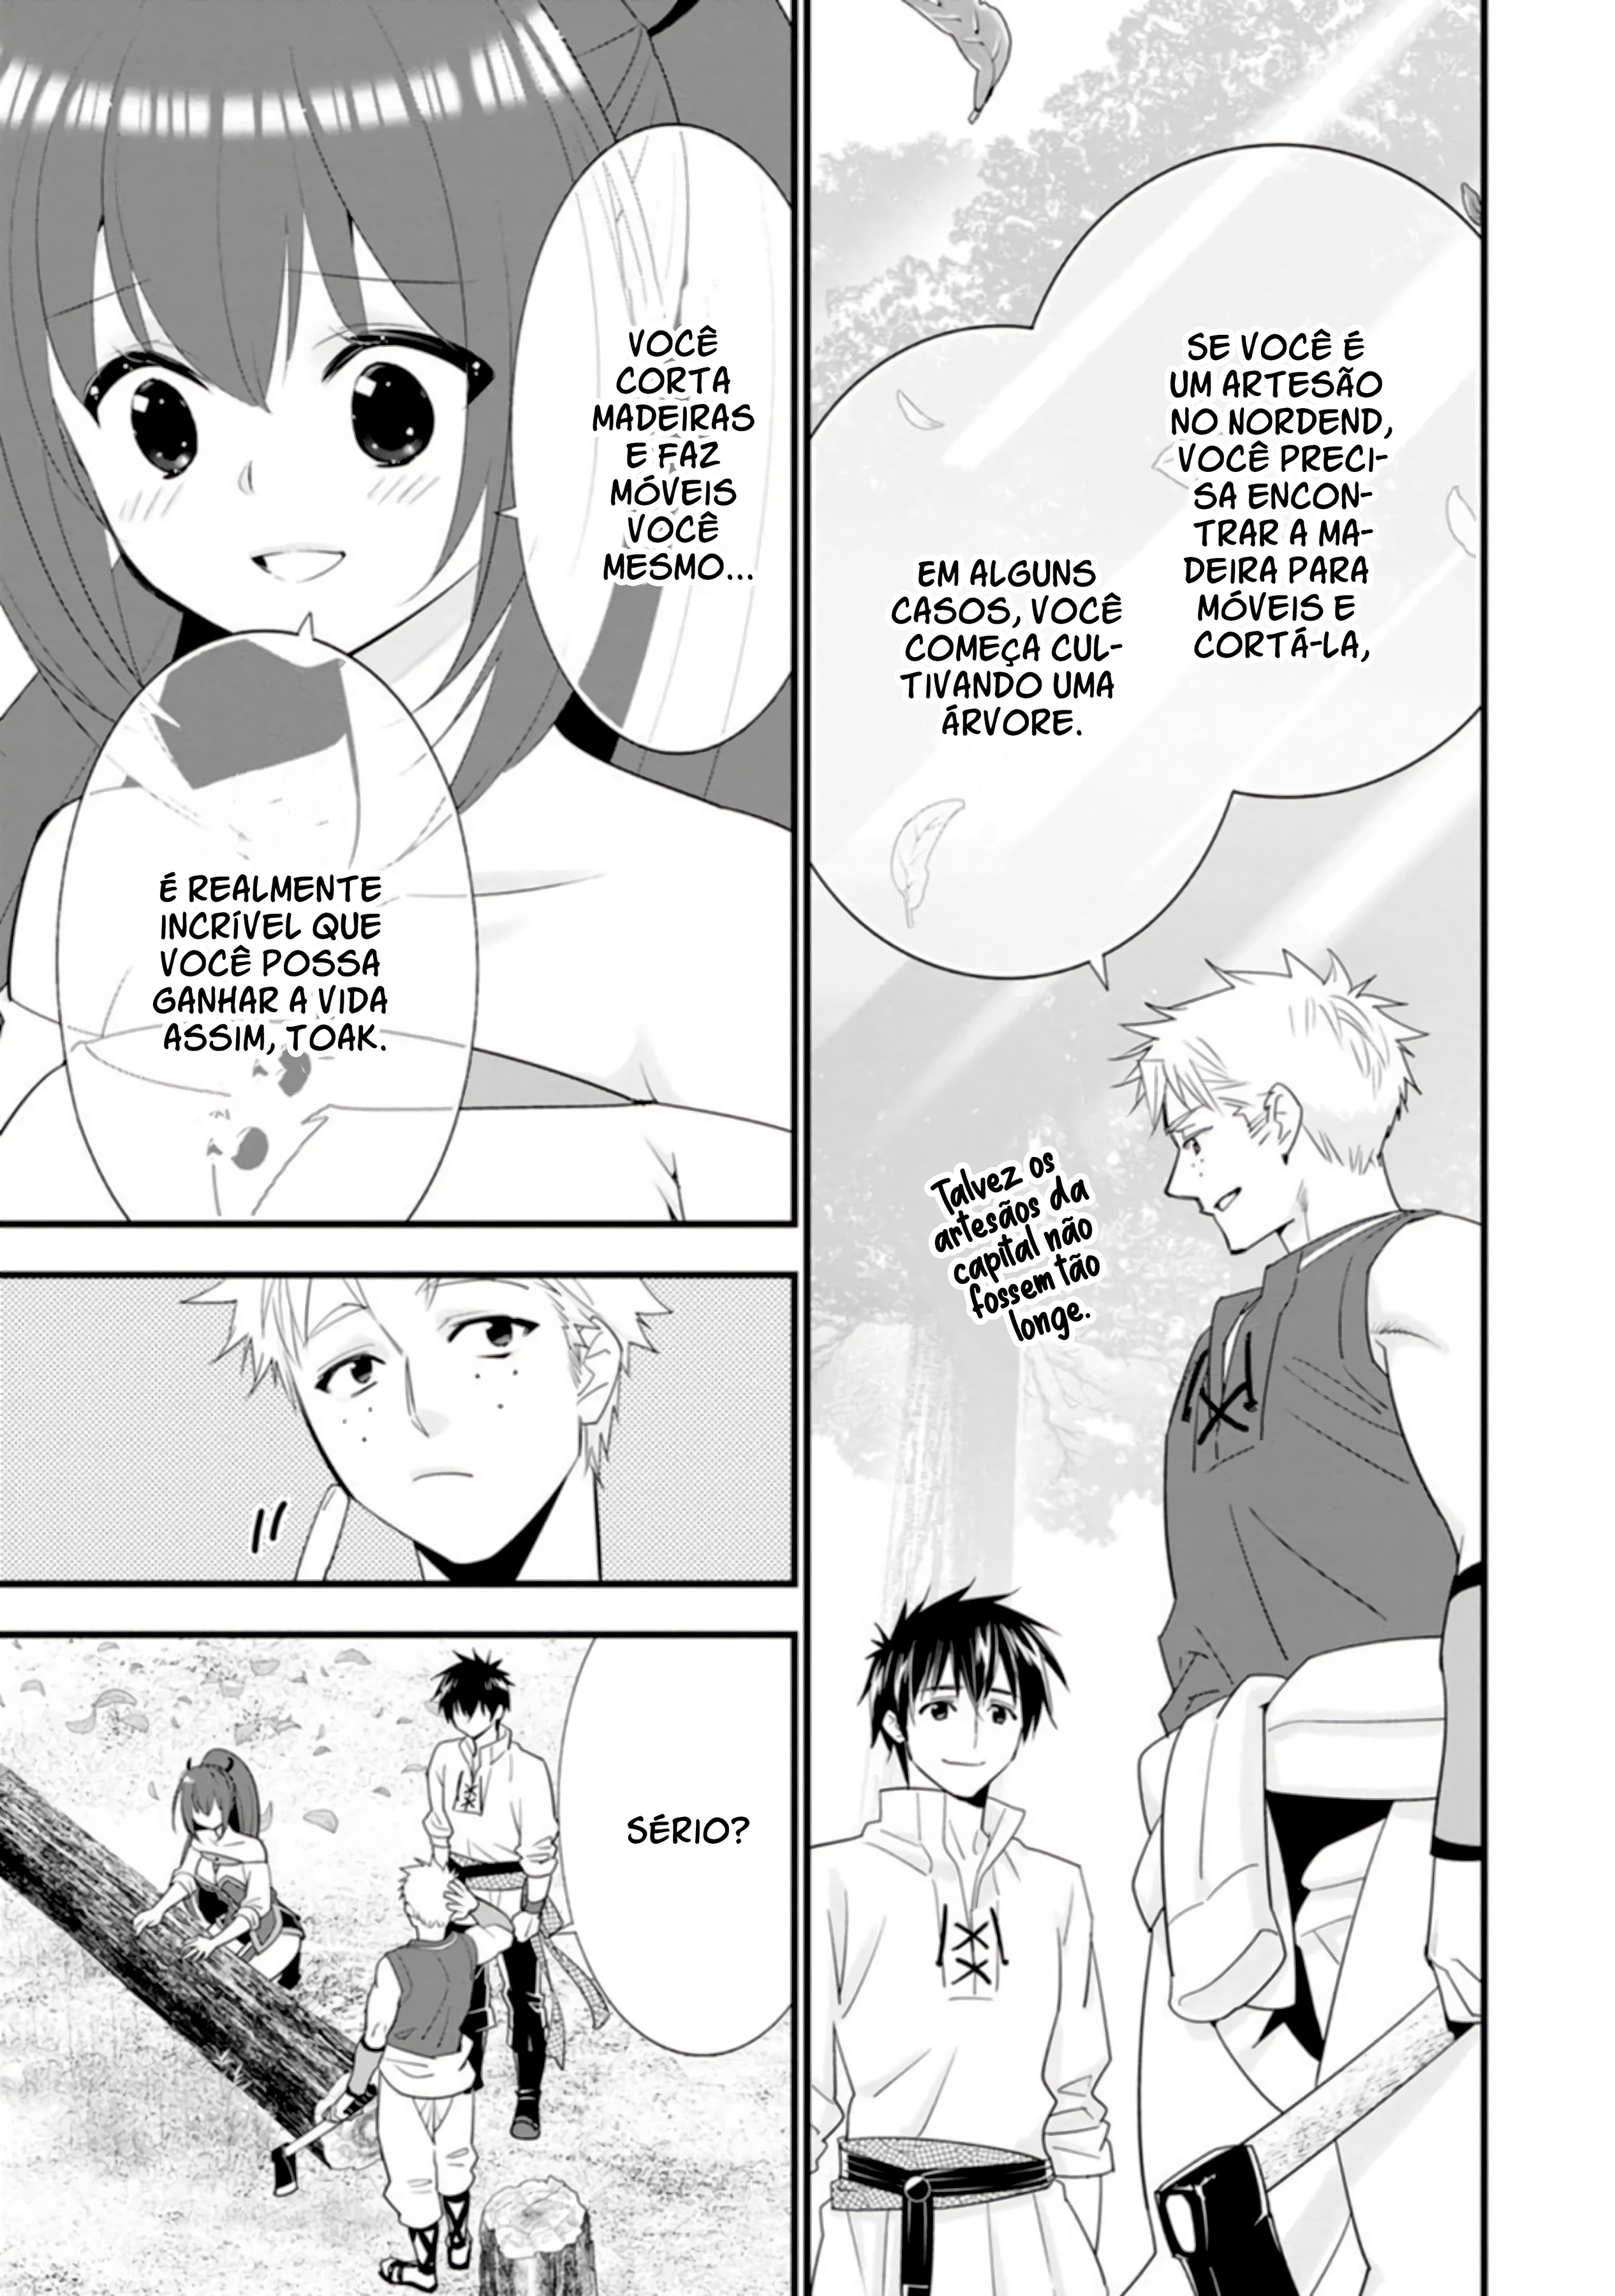 SE VOCÊ É
UM ARTESÃO
NO NORDEND,
VOCÊ PRECI-
SA ENCON-
TRAR A MA-
DEIRA PARA
MÓVEIS E
CORTÁ-LA,
EM ALGUNS
CASOS, VOCÊ
COMEÇA CUL-
TIVANDO UMA
ÁRVORE.
Talvez os
artesãos da
capital não
fossem tão
longe.
VOCÊ
CORTA
MADEIRAS
E FAZ
MÓVEIS
VOCÊ
MESMO...
É REALMENTE
INCRÍVEL QUE
VOCÊ POSSA
GANHAR A VIDA
ASSIM, TOAK.
SÉRIO?